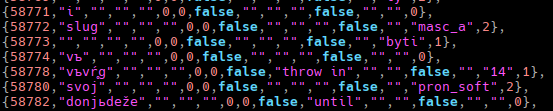 {58771,"i","","","",0,0,false,"","","",false,"","",0},
{58772,"slug","","","",0,0,false,"","","",false,"","masc_a",2},
{58773,"","","","",0,0,false,"","","",false,"","byti",1},
{58774,"vъ","","","",0,0,false,"","","",false,"","",0},
{58778,"vъvrg","","","",0,0,false,"throw in","","",false,"","14",1},
{58780,"svoj","","","",0,0,false,"","","",false,"","pron_soft",2},
{58782,"donjьdeže","","","",0,0,false,"until","","",false,"","",0},